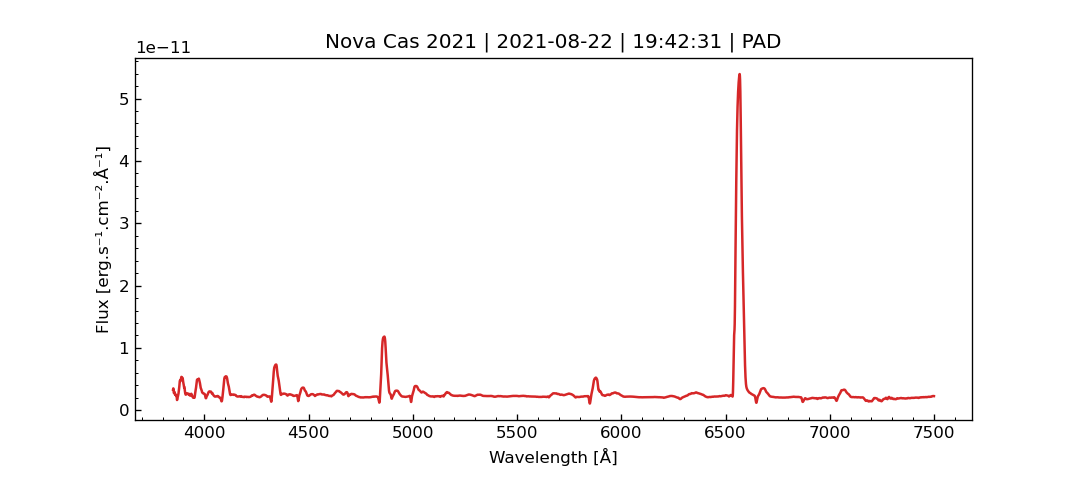 Nova Cas 2021 | 2021-08-22 | 19:42:31 | PAD
1e−11
5
4
3
2
1
0
Flux [erg.s⁻¹.cm⁻².Å⁻¹]
4000 4500 5000 5500 6000 6500 7000 7500
Wavelength [Å]